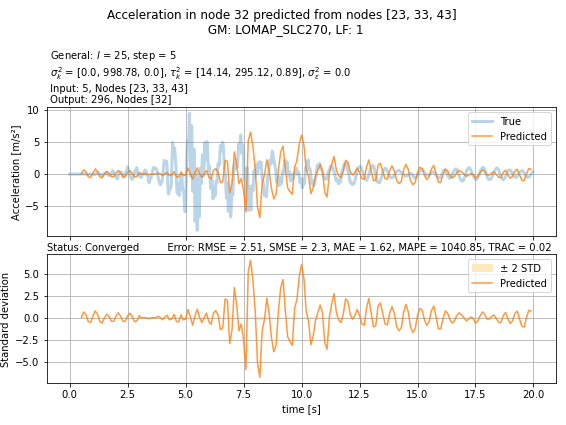 Acceleration in node 32 predicted from nodes [23, 33, 43]
GM: LOMAP_SLC270, LF: 1
General: l = 25, step = 5
σ²ₖ = [0.0, 998.78, 0.0], τ²ₖ = [14.14, 295.12, 0.89], σ²ₑ = 0.0
Input: 5, Nodes [23, 33, 43]
Output: 296, Nodes [32]
Acceleration [m/s²]
10
5
0
−5
True
Predicted
Status: Converged Error: RMSE = 2.51, SMSE = 2.3, MAE = 1.62, MAPE = 1040.85, TRAC = 0.02
Standard deviation
5.0
2.5
0.0
−2.5
−5.0
± 2 STD
Predicted
0.0 2.5 5.0 7.5 10.0 12.5 15.0 17.5 20.0
time [s]